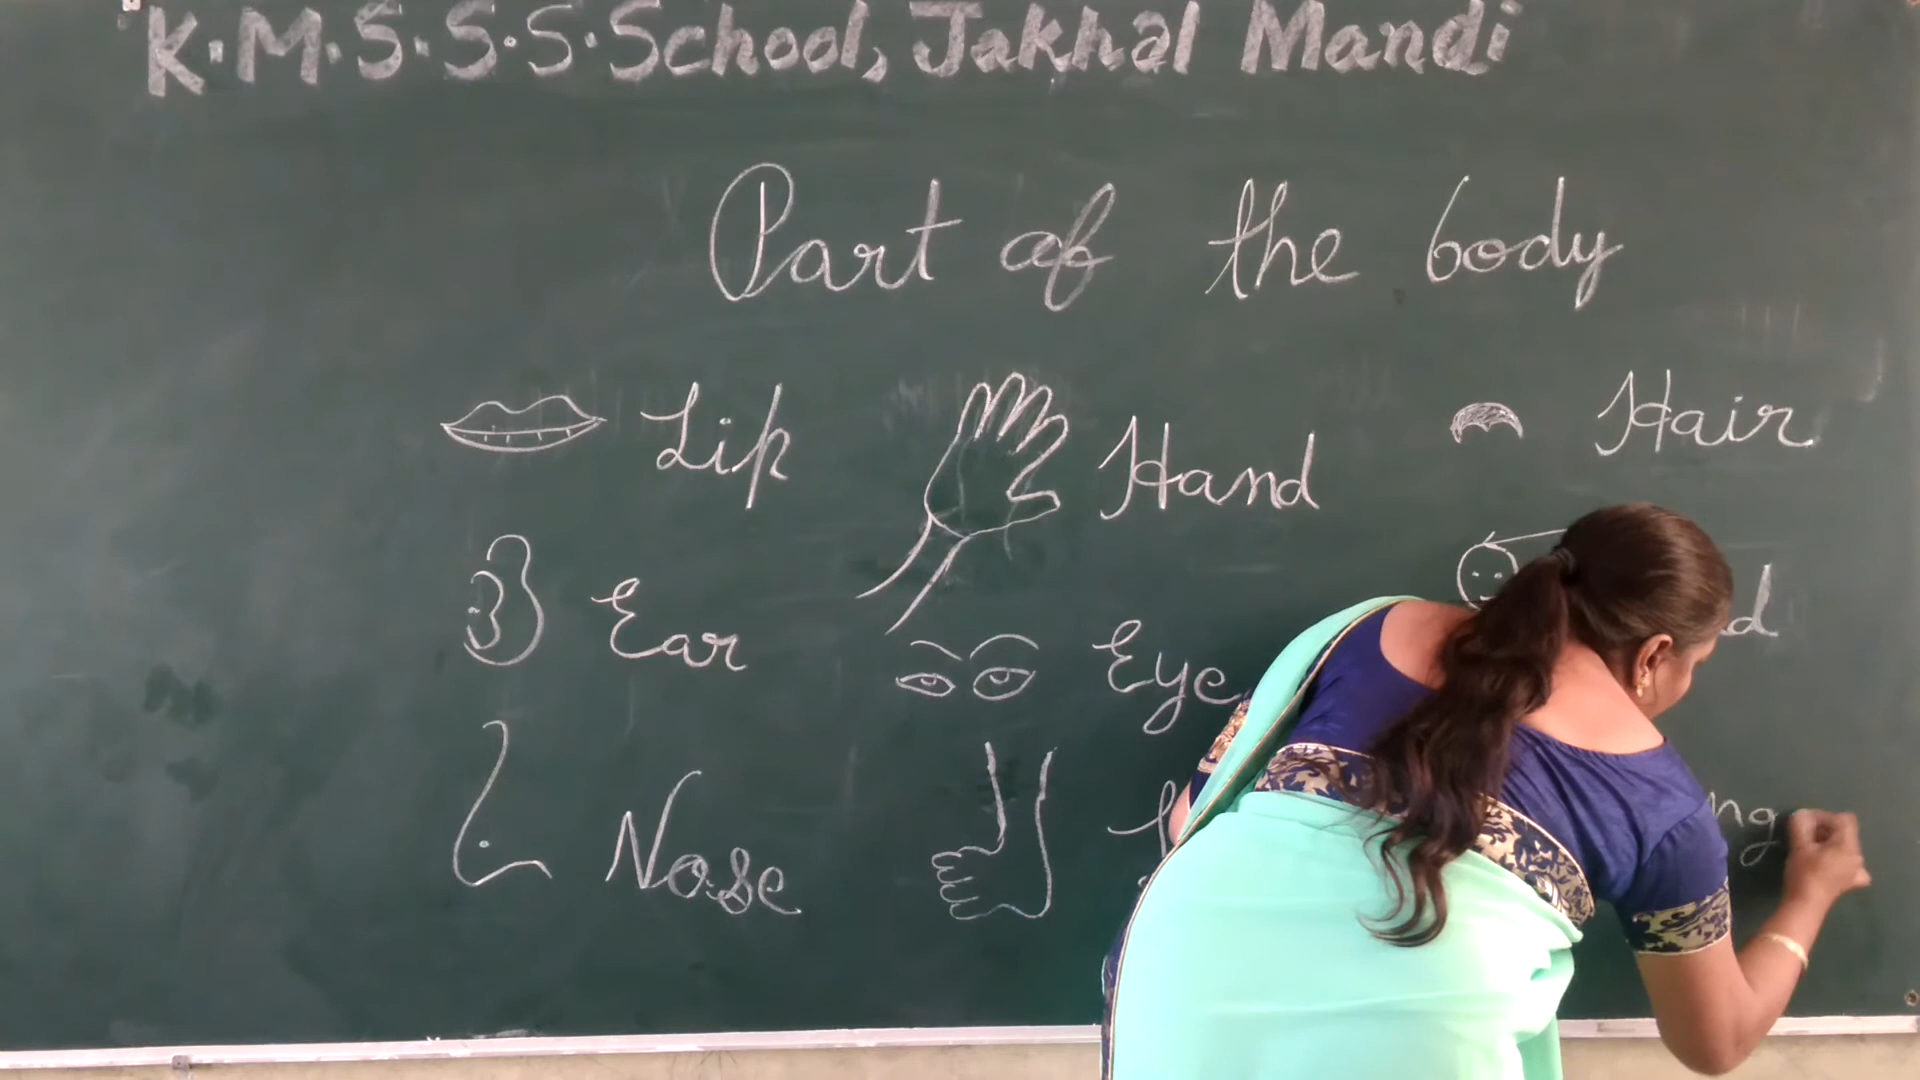 K.M.S.S.S.School, Jakhal Mandi
Part of the body
Lip Hand Hair
Ear Eye
Nose